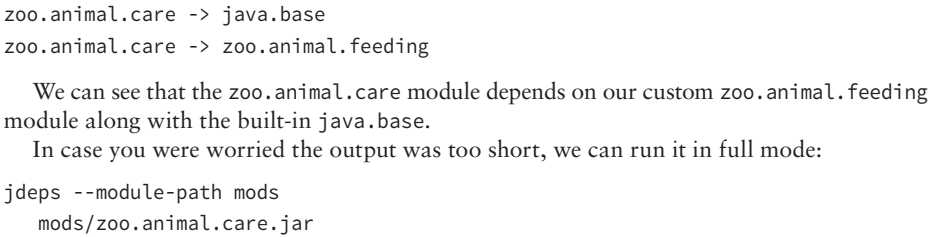 zoo.animal.care -> java.base
zoo.animal.care -> zoo.animal.feeding
We can see that the zoo.animal.care module depends on our custom zoo.animal.feeding
module along with the built-in java.base.
In case you were worried the output was too short, we can run it in full mode:
jdeps --module-path mods
mods/zoo.animal.care.jar